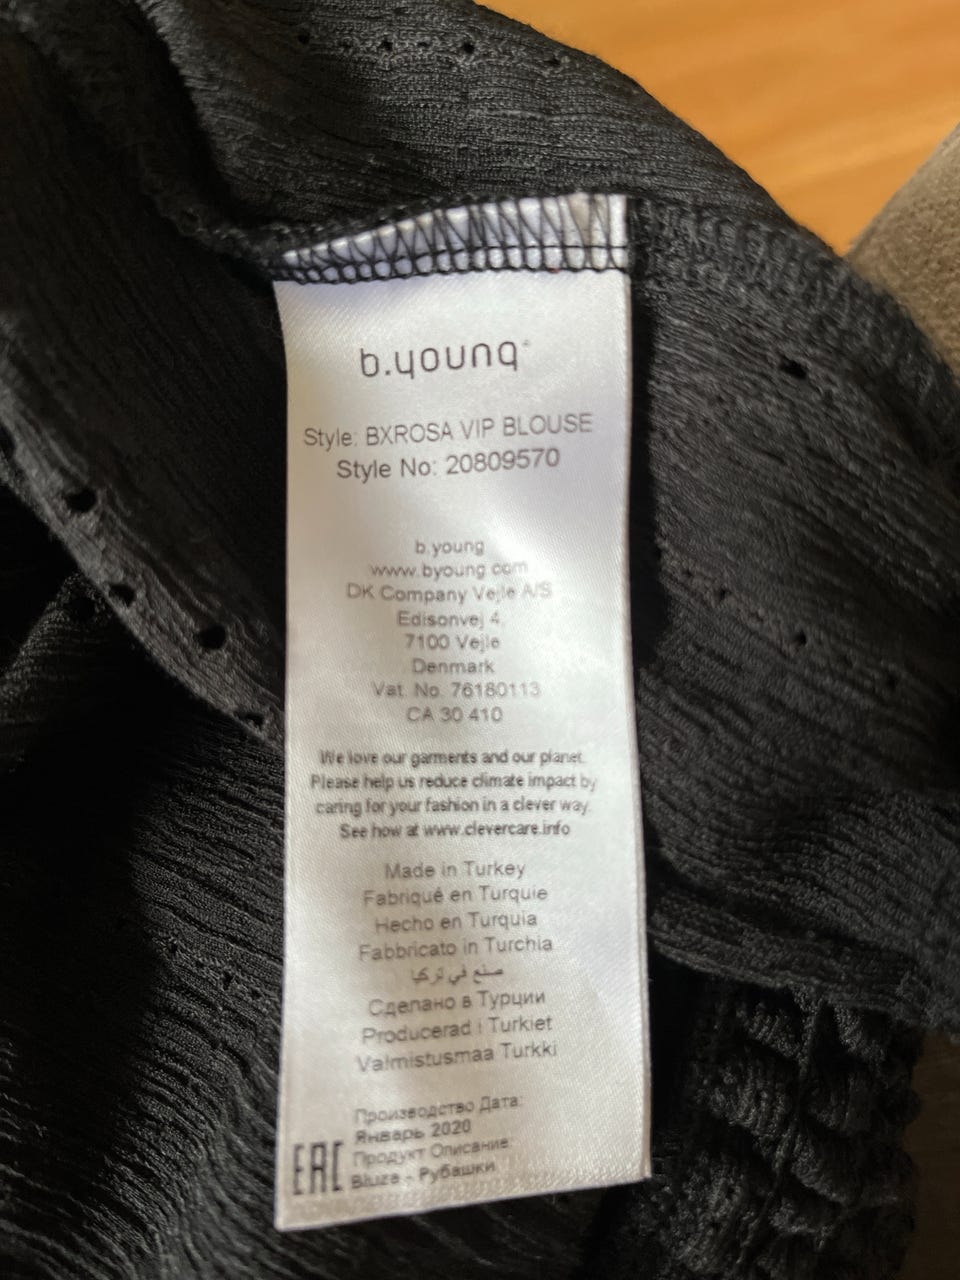 b.young
Style: BXROSA VIP BLOUSE
Style No: 20809570
b.young
www.byoung.com
DK Company Vejle A/S
Edisonvej 4,
7100 Vejle
Denmark
Vat. No. 76180113
CA 30 410
We love our garments and our planet.
Please help us reduce climate impact by
caring for your fashion in a clever way.
See how at www.clevercare.info
Made in Turkey
Fabriqué en Turquie
Hecho en Turquia
Fabbricato in Turchia
صنع في تركيا
Сделано в Турции
Producerad i Turkiet
Valmistusmaa Turkki
Производство Дата:
Январь 2020
Продукт Описание
Bluza - Рубашки
EAC